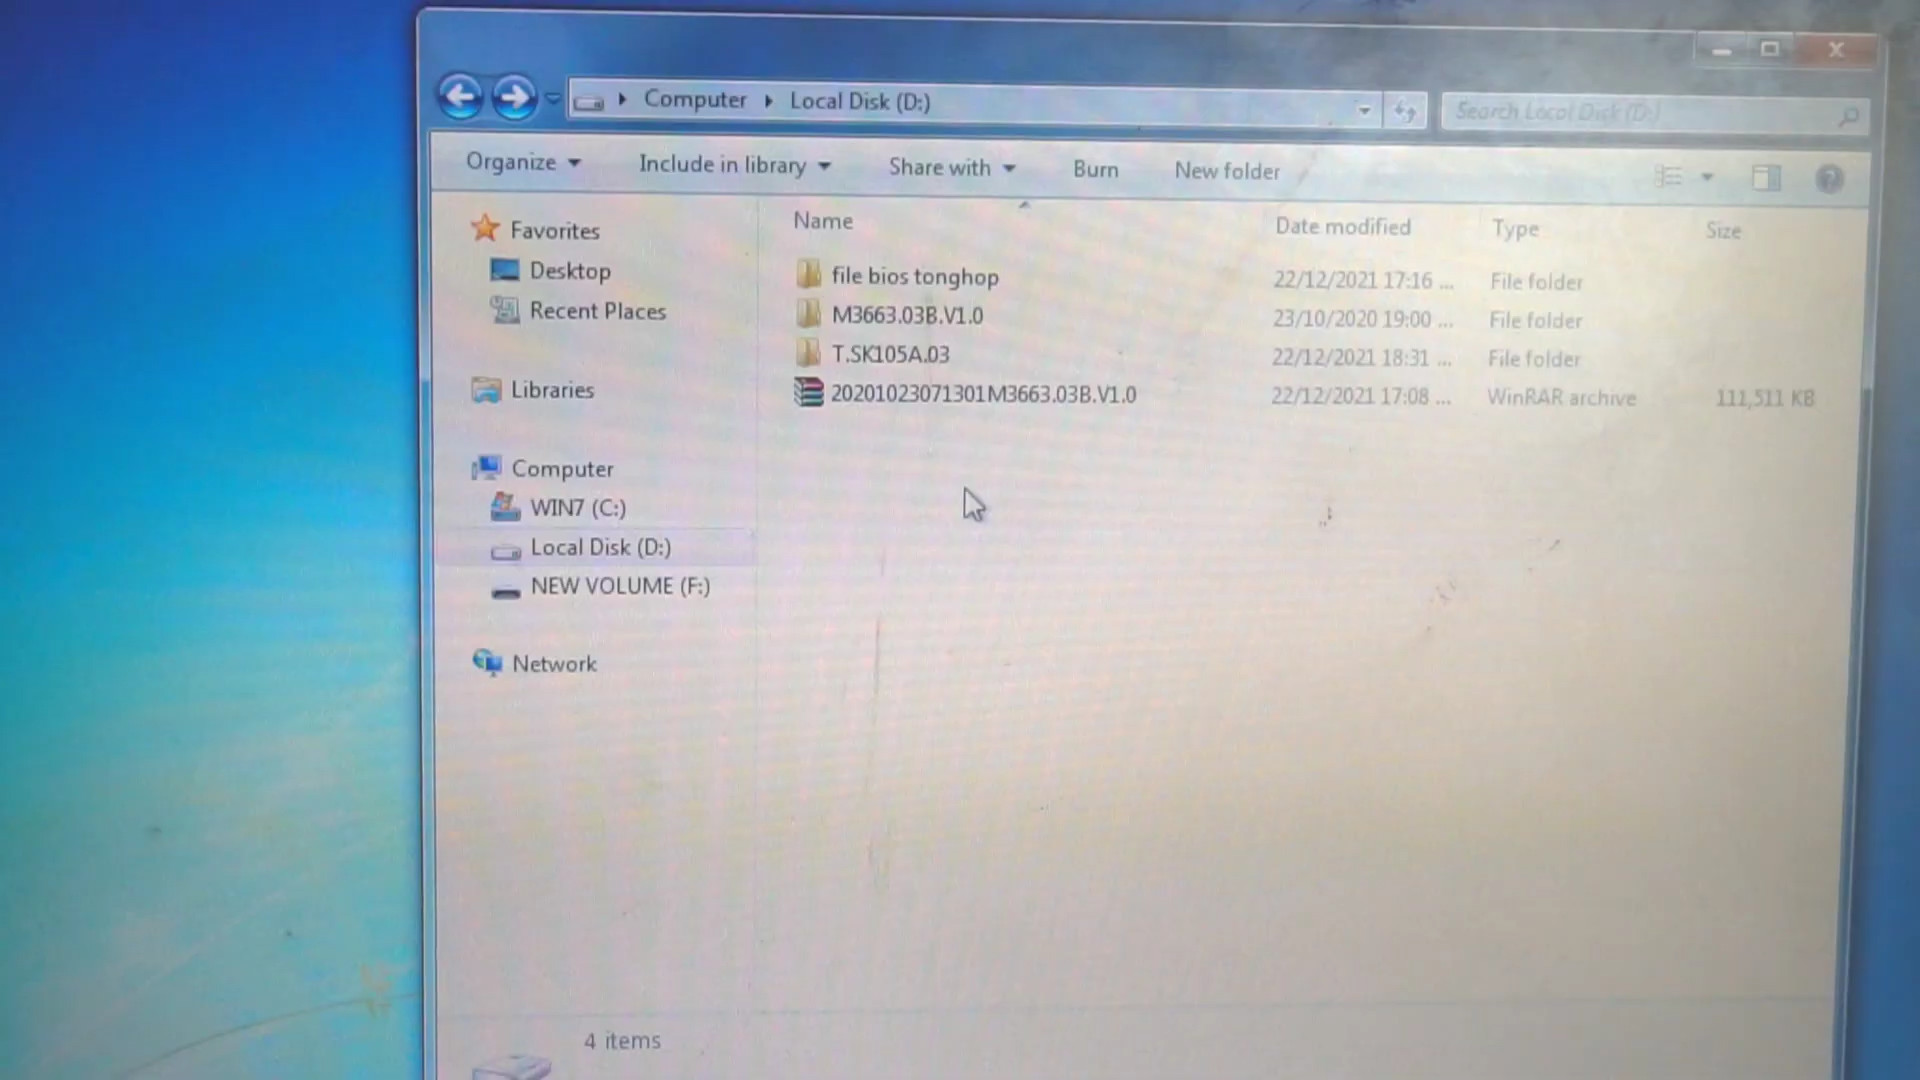 Computer Local Disk (D:)
Search Local Disk (D:)
Organize Include in library Share with Burn New folder
Name Date modified Type Size
file bios tonghop 22/12/2021 17:16 ... File folder
M3663.03B.V1.0 23/10/2020 19:00 ... File folder
T.SK105A.03 22/12/2021 18:31 ... File folder
20201023071301M3663.03B.V1.0 22/12/2021 17:08 ... WinRAR archive 111,511 KB
Favorites
Desktop
Recent Places
Libraries
Computer
WIN7 (C:)
Local Disk (D:)
NEW VOLUME (F:)
Network
4 items